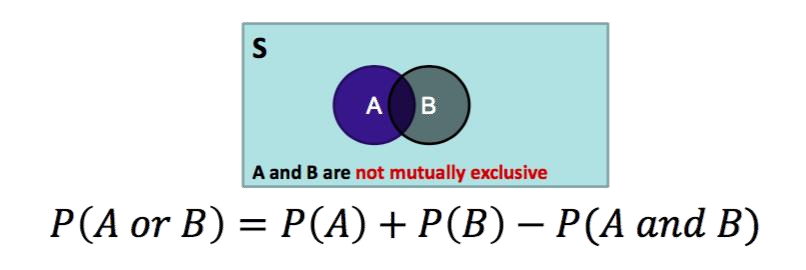 S
A B
A and B are not mutually exclusive
P(A or B) = P(A) + P(B) − P(A and B)